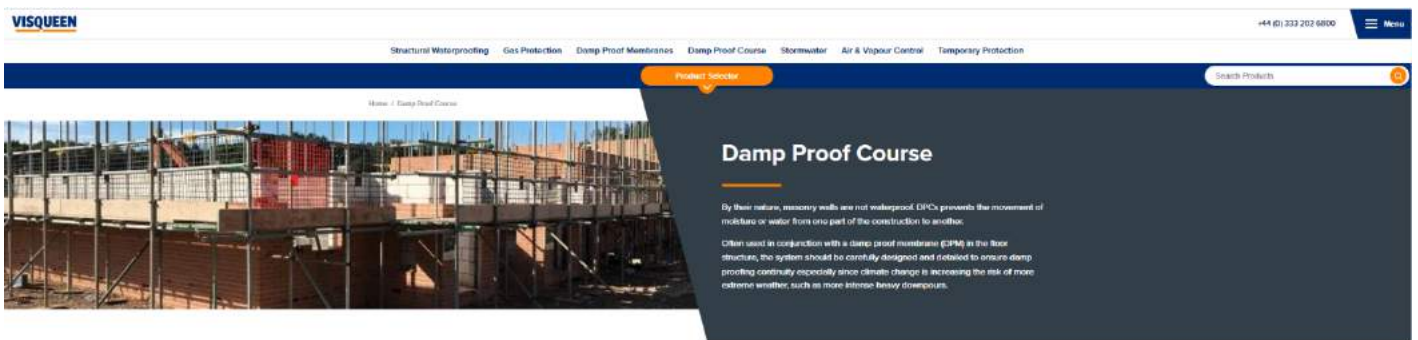 VISQUEEN
+44 (0) 333 202 6800
Menu
Structural Waterproofing Gas Protection Damp Proof Membranes Damp Proof Course Stormwater Air & Vapour Control Temporary Protection
Product Selector
Search Products
Home / Damp Proof Course
Damp Proof Course
By their nature, masonry walls are not waterproof. DPCs prevents the movement of
moisture or water from one part of the construction to another.
Often used in conjunction with a damp proof membrane (DPM) in the floor
structure, the system should be carefully designed and detailed to ensure damp
proofing continuity especially since climate change is increasing the risk of more
extreme weather, such as more intense heavy downpours.